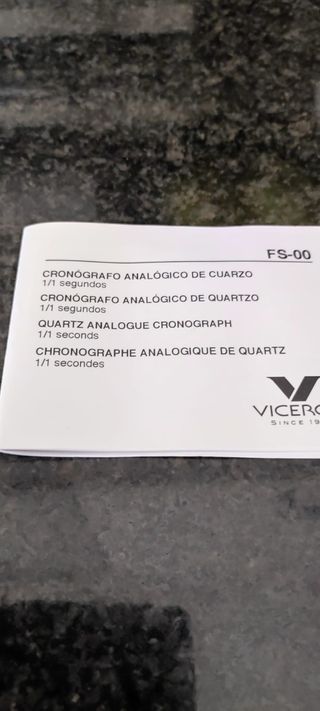 FS-00
CRONÓGRAFO ANALÓGICO DE CUARZO
1/1 segundos
CRONÓGRAFO ANALÓGICO DE QUARTZO
1/1 segundos
QUARTZ ANALOGUE CRONOGRAPH
1/1 seconds
CHRONOGRAPHE ANALOGIQUE DE QUARTZ
1/1 secondes
SINCE